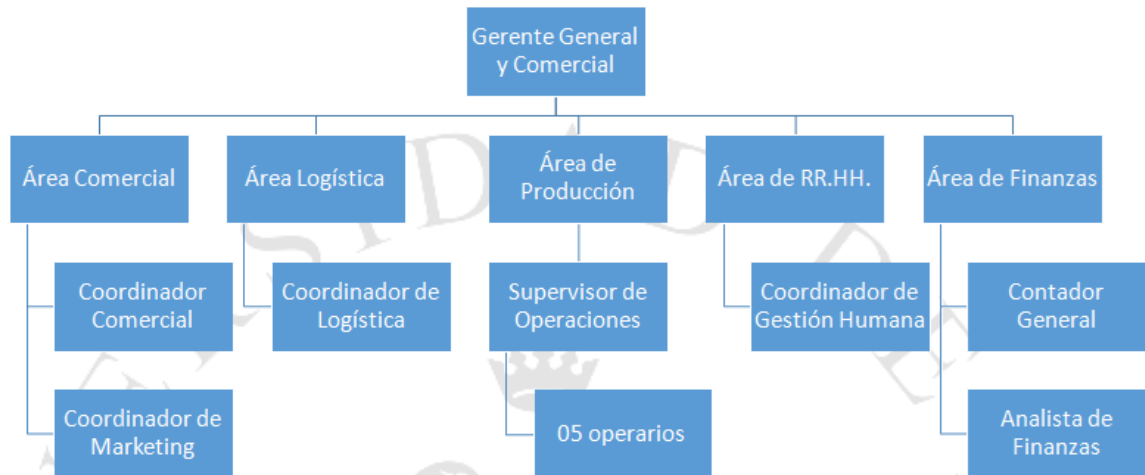 Gerente General
y Comercial
Área Comercial
Área Logística
Área de
Producción
Área de RR.HH.
Área de Finanzas
Coordinador
Comercial
Coordinador de
Logística
Supervisor de
Operaciones
Coordinador de
Gestión Humana
Contador
General
Coordinador de
Marketing
05 operarios
Analista de
Finanzas